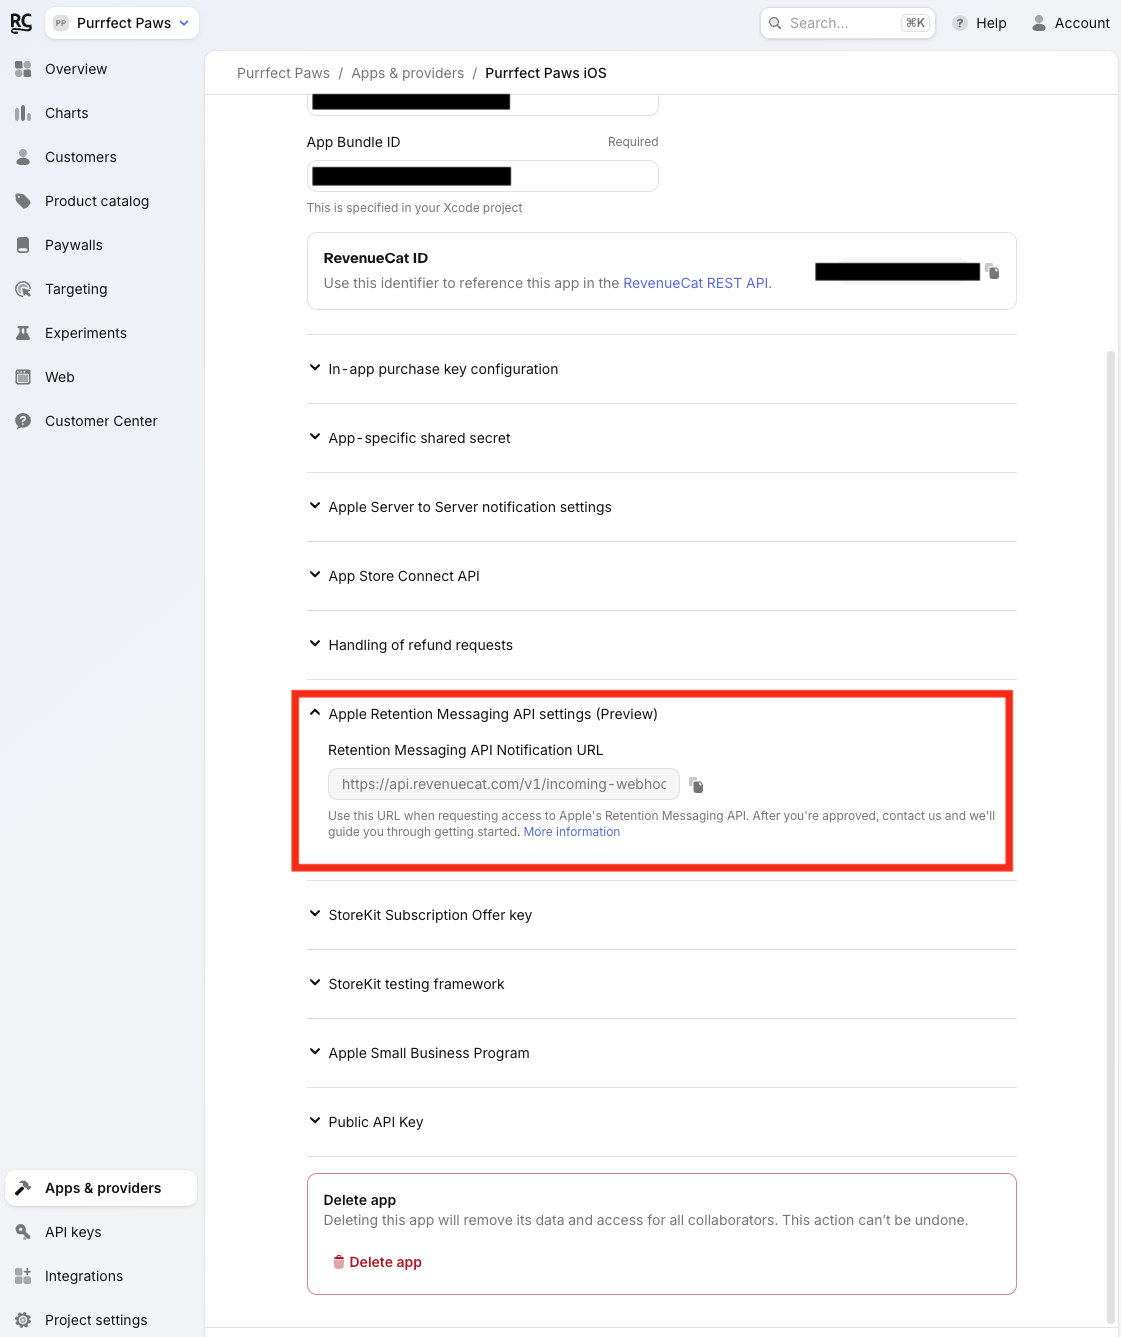 RC
PP Purrfect Paws
Search... ⌘K
? Help
Account
Overview
Charts
Customers
Product catalog
Paywalls
Targeting
Experiments
Web
Customer Center
Apps & providers
API keys
Integrations
Project settings
Purrfect Paws / Apps & providers / Purrfect Paws iOS
App Bundle ID Required
This is specified in your Xcode project
RevenueCat ID
Use this identifier to reference this app in the RevenueCat REST API.
In-app purchase key configuration
App-specific shared secret
Apple Server to Server notification settings
App Store Connect API
Handling of refund requests
Apple Retention Messaging API settings (Preview)
Retention Messaging API Notification URL
https://api.revenuecat.com/v1/incoming-webhoo
Use this URL when requesting access to Apple's Retention Messaging API. After you're approved, contact us and we'll
guide you through getting started. More information
StoreKit Subscription Offer key
StoreKit testing framework
Apple Small Business Program
Public API Key
Delete app
Deleting this app will remove its data and access for all collaborators. This action can't be undone.
Delete app